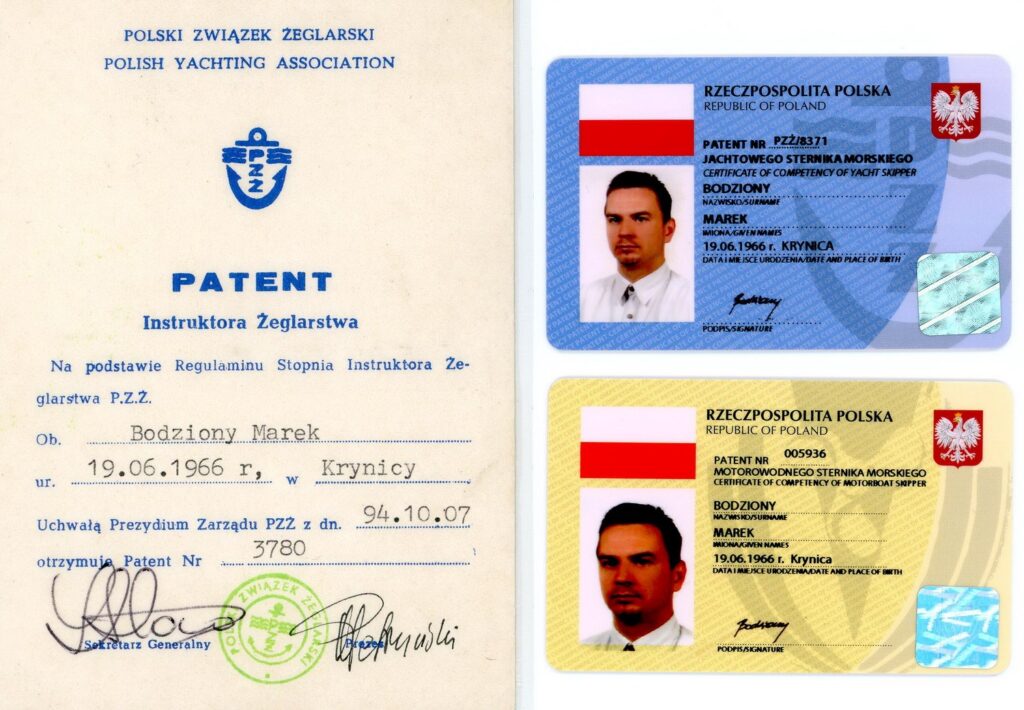 POLSKI ZWIĄZEK ŻEGLARSKI
POLISH YACHTING ASSOCIATION
PZŻ
PATENT
Instruktora Żeglarstwa
Na podstawie Regulaminu Stopnia Instruktora Że-
glarstwa P.Z.Ż.
Ob. Bodziony Marek
ur. 19.06.1966 r, w Krynicy
Uchwałą Prezydium Zarządu PZŻ z dn. 94.10.07
otrzymuje Patent Nr 3780
POLSKI ZWIĄZEK ŻEGLARSKI
PZŻ
Sekretarz Generalny Prezes
RZECZPOSPOLITA POLSKA
REPUBLIC OF POLAND
PATENT NR PZŻ/8371
JACHTOWEGO STERNIKA MORSKIEGO
CERTIFICATE OF COMPETENCY OF YACHT SKIPPER
BODZIONY
NAZWISKO/SURNAME
MAREK
IMIONA/GIVEN NAMES
19.06.1966 r. KRYNICA
DATA I MIEJSCE URODZENIA/DATE AND PLACE OF BIRTH
Bodziony
PODPIS/SIGNATURE
RZECZPOSPOLITA POLSKA
REPUBLIC OF POLAND
PATENT NR 005936
MOTOROWODNEGO STERNIKA MORSKIEGO
CERTIFICATE OF COMPETENCY OF MOTORBOAT SKIPPER
BODZIONY
NAZWISKO/SURNAME
MAREK
IMIONA/GIVEN NAMES
19.06.1966 r. Krynica
DATA I MIEJSCE URODZENIA/DATE AND PLACE OF BIRTH
Bodziony
PODPIS/SIGNATURE